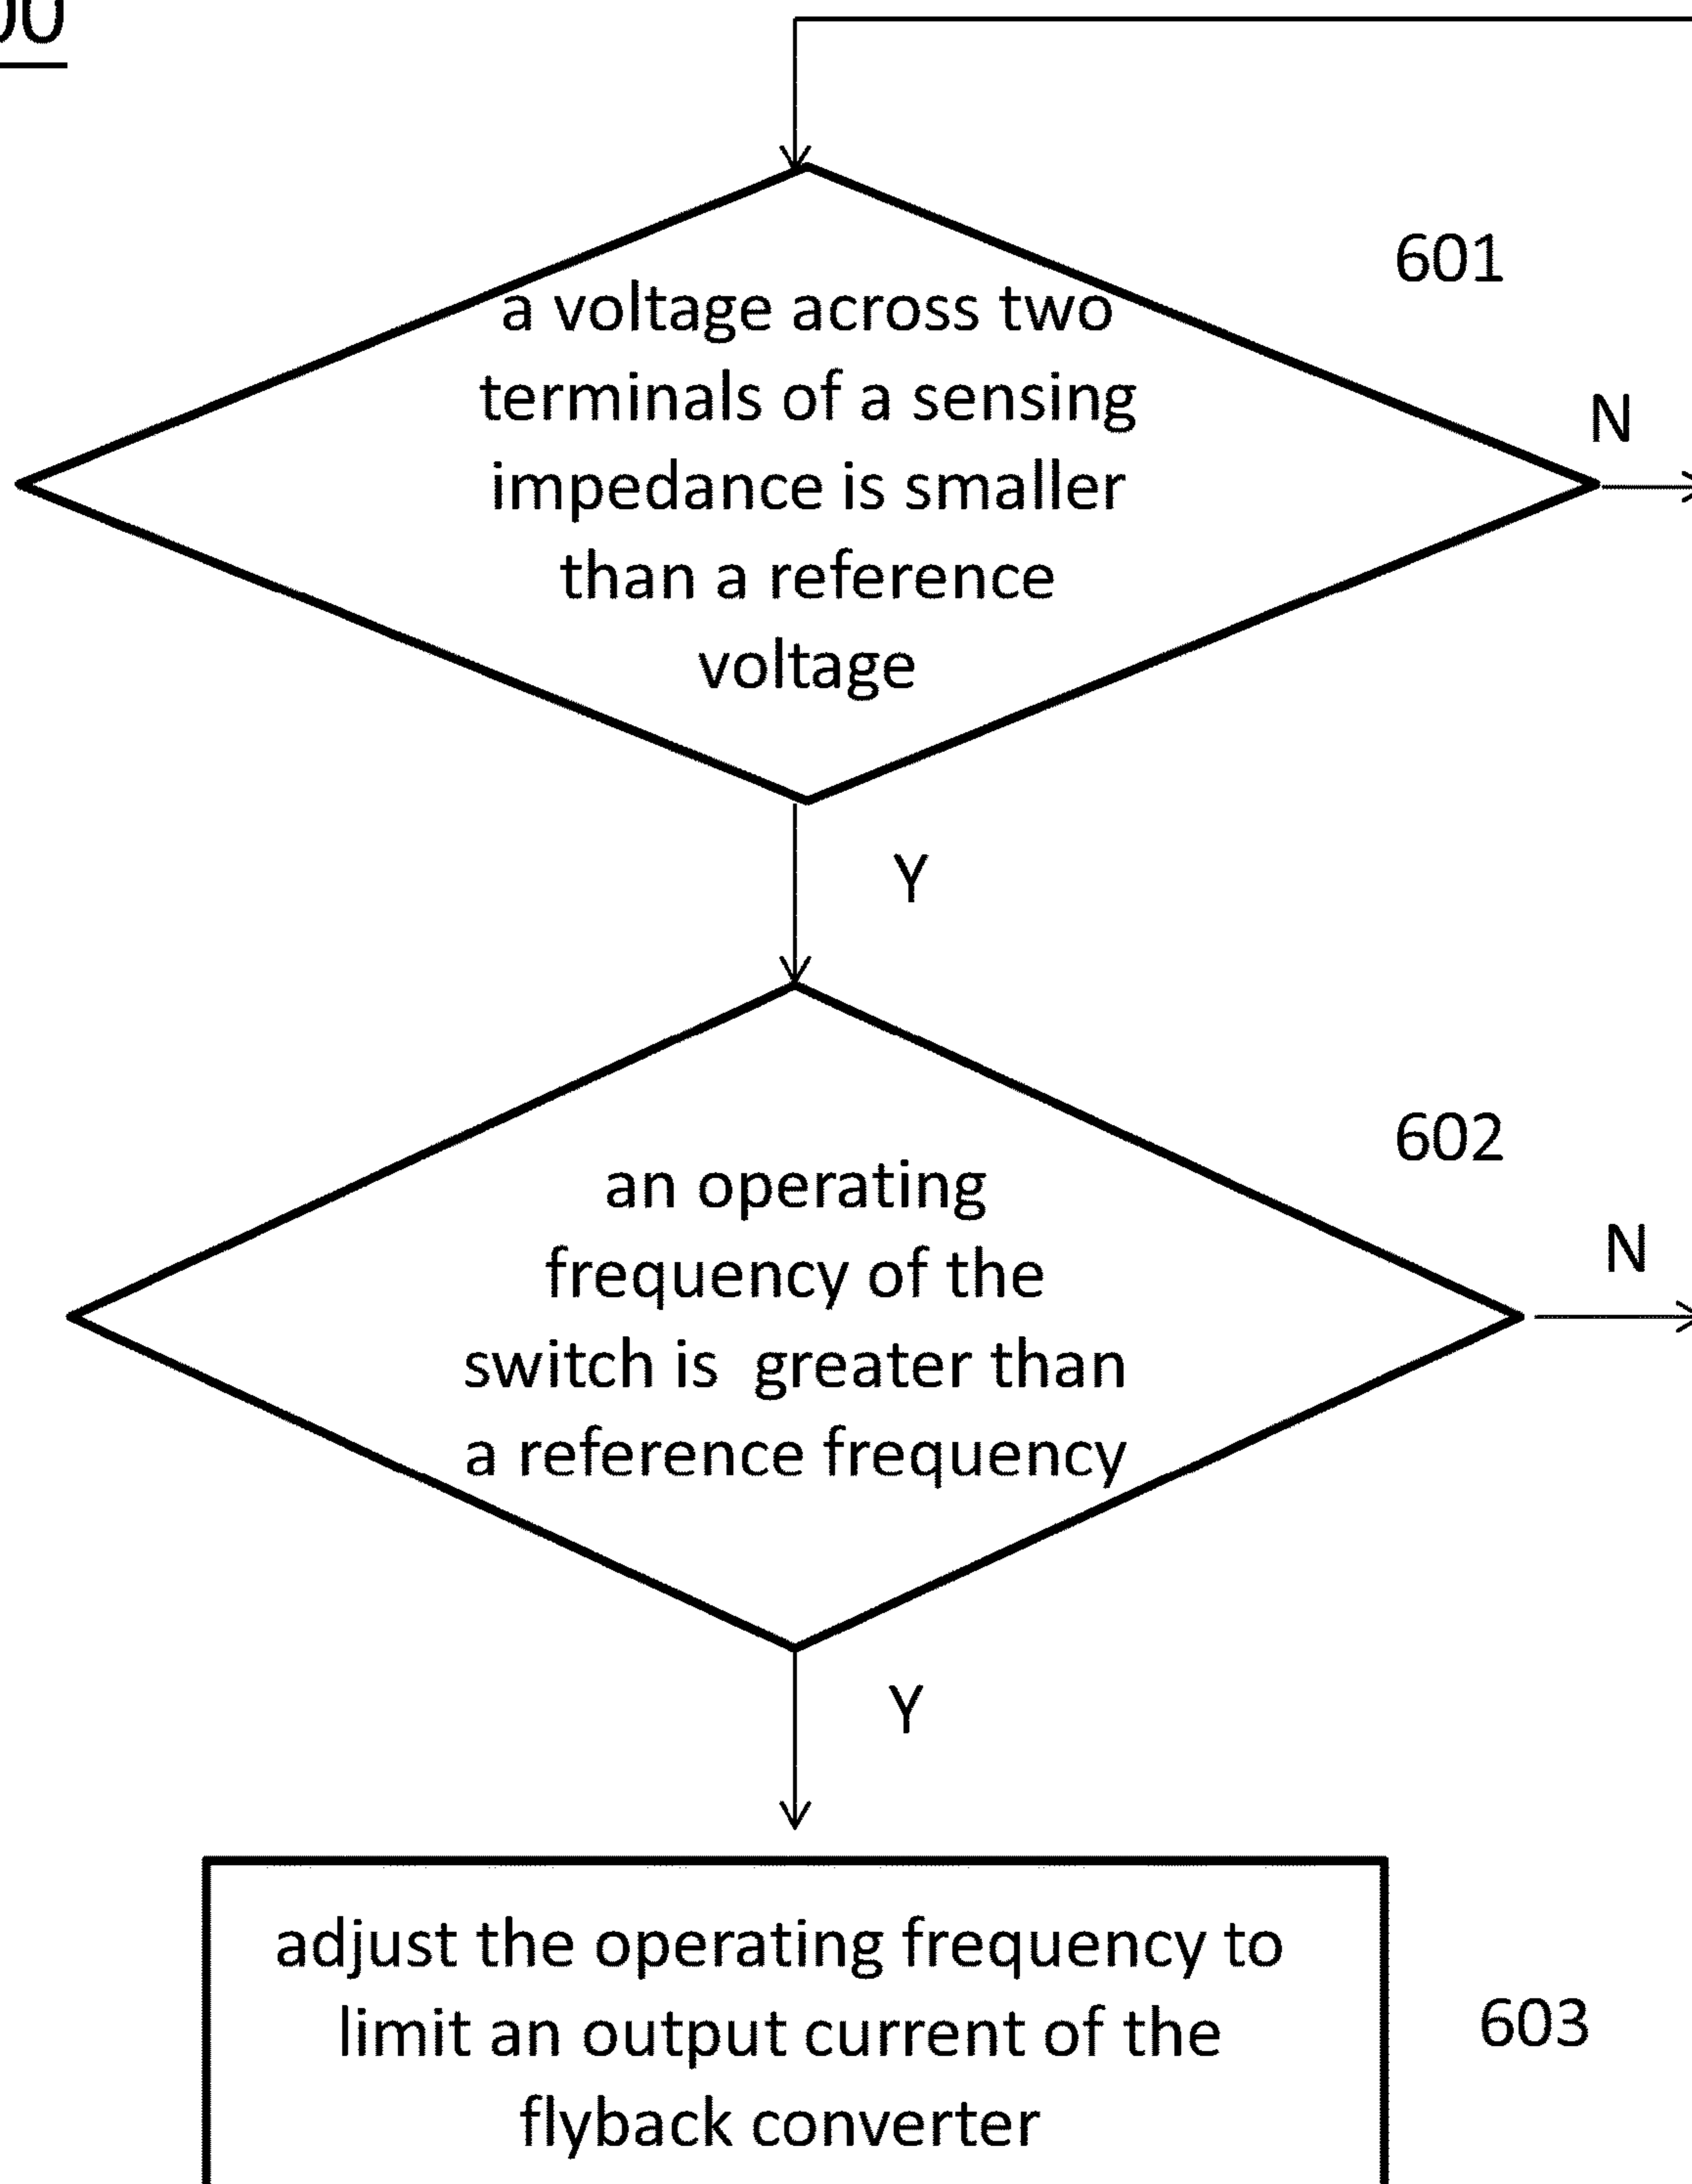 00
601
a voltage across two
terminals of a sensing
impedance is smaller
than a reference
voltage
N
Y
602
an operating
frequency of the
switch is  greater than
a reference frequency
N
Y
adjust the operating frequency to
limit an output current of the
flyback converter
603